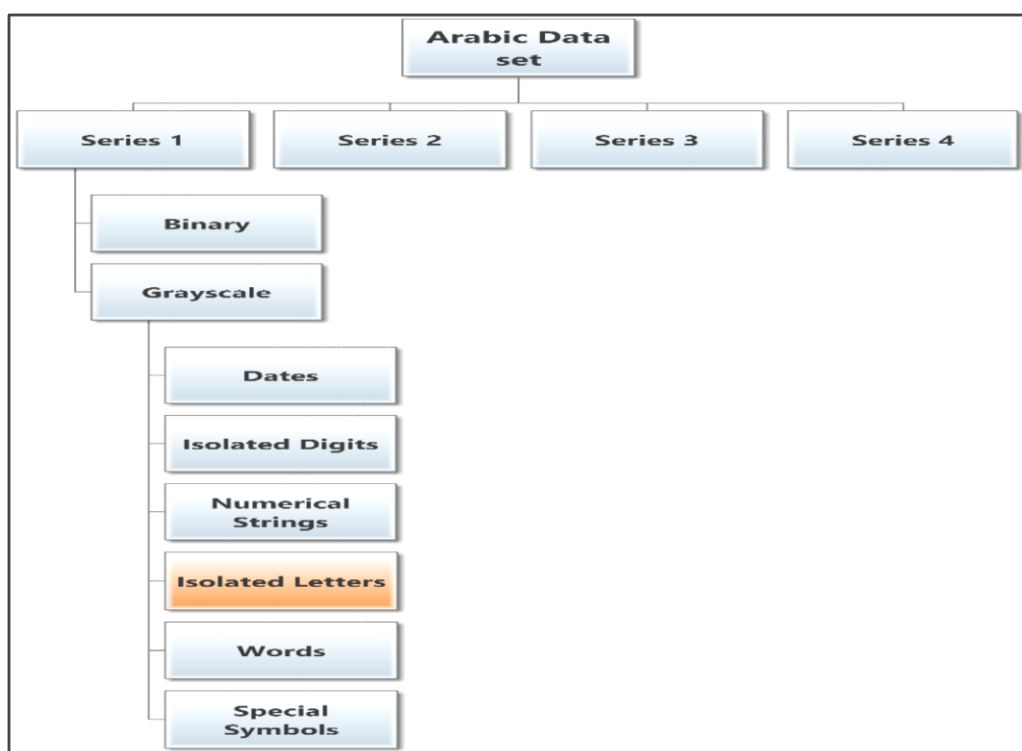 Arabic Data
set
Series 1
Series 2
Series 3
Series 4
Binary
Grayscale
Dates
Isolated Digits
Numerical
Strings
Isolated Letters
Words
Special
Symbols